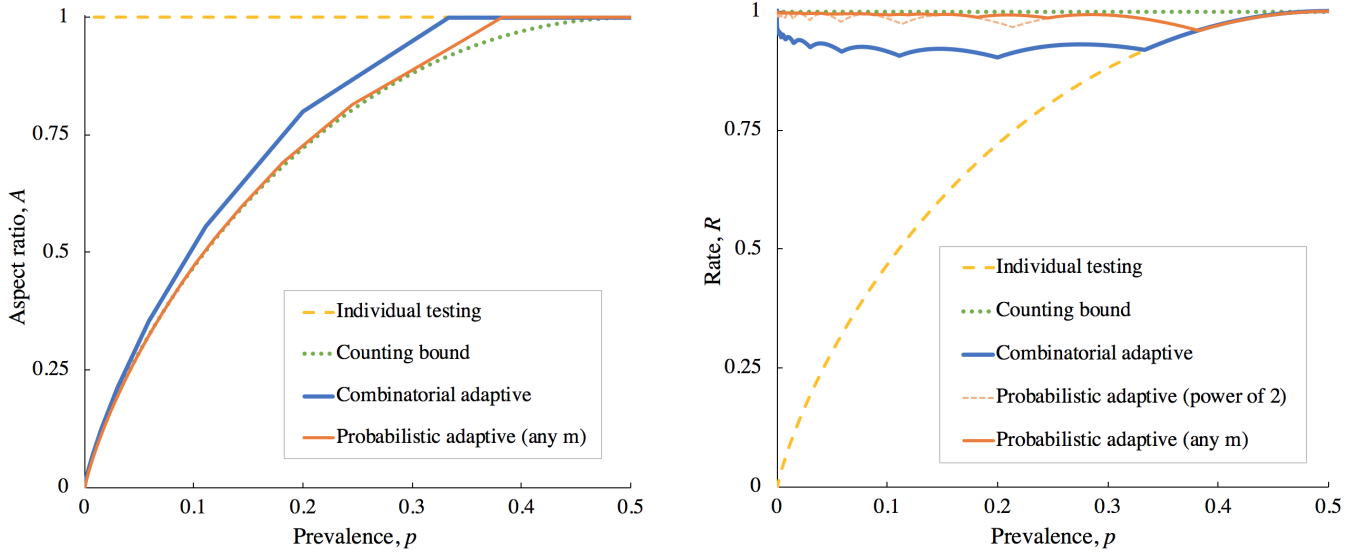 1
0.75
0.5
0.25
0
Aspect ratio, A
0
0.1
0.2
0.3
0.4
0.5
Prevalence, p
Individual testing
Counting bound
Combinatorial adaptive
Probabilistic adaptive (any m)
1
0.75
0.5
0.25
0
Rate, R
0
0.1
0.2
0.3
0.4
0.5
Prevalence, p
Individual testing
Counting bound
Combinatorial adaptive
Probabilistic adaptive (power of 2)
Probabilistic adaptive (any m)